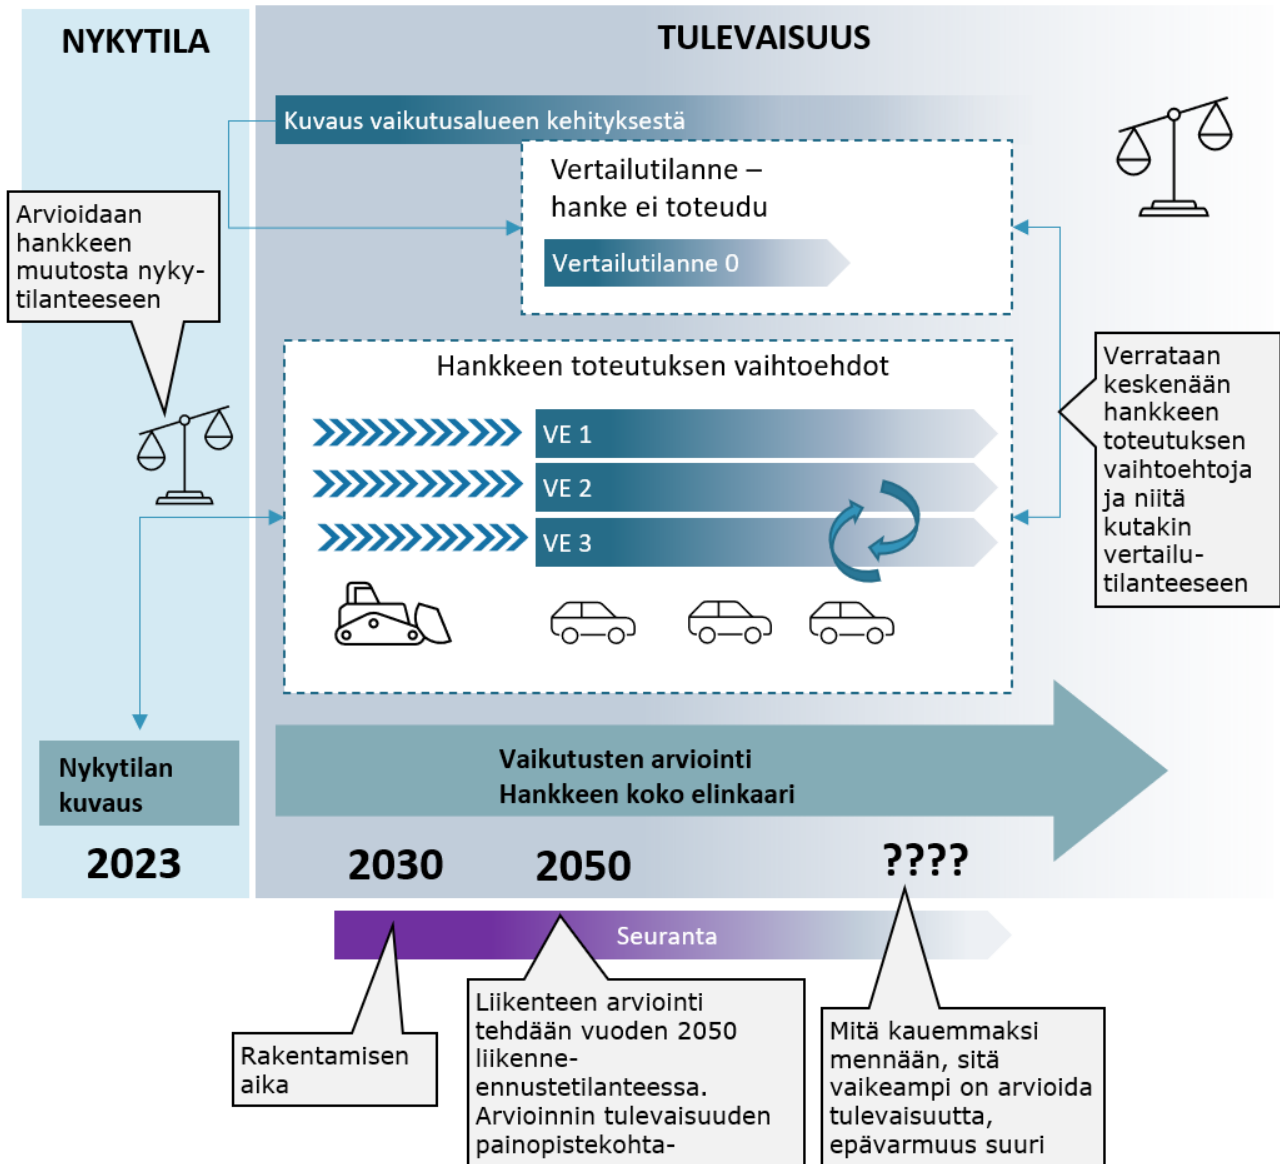 NYKYTILA
TULEVAISUUS
Kuvaus vaikutusalueen kehityksestä
Vertailutilanne –
hanke ei toteudu
Vertailutilanne 0
Arvioidaan
hankkeen
muutosta nyky-
tilanteeseen
Hankkeen toteutuksen vaihtoehdot
VE 1
VE 2
VE 3
Verrataan
keskenään
hankkeen
toteutuksen
vaihtoehtoja
ja niitä
kutakin
vertailu-
tilanteeseen
Nykytilan
kuvaus
Vaikutusten arviointi
Hankkeen koko elinkaari
2023
2030
2050
????
Seuranta
Rakentamisen
aika
Liikenteen arviointi
tehdään vuoden 2050
liikenne-
ennustetilanteessa.
Arvioinnin tulevaisuuden
painopistekohta-
Mitä kauemmaksi
mennään, sitä
vaikeampi on arvioida
tulevaisuutta,
epävarmuus suuri